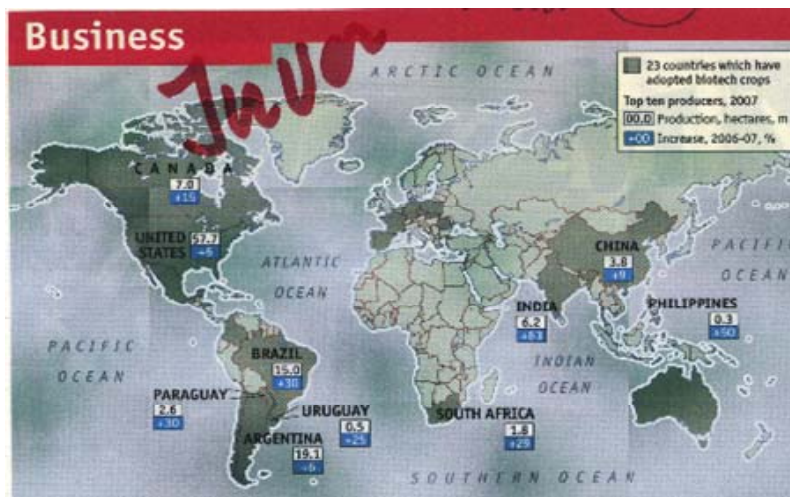 Business
ARCTIC OCEAN
23 countries which have
adopted biotech crops
Top ten producers, 2007
00.0 Production, hectares, m
+00 Increase, 2006-07, %
CANADA
7.0
+15
UNITED
STATES
57.7
+6
ATLANTIC
OCEAN
CHINA
3.8
+9
PACIFIC
OCEAN
INDIA
6.2
+63
PHILIPPINES
0.3
+50
PACIFIC
OCEAN
BRAZIL
15.0
+30
INDIAN
OCEAN
PARAGUAY
2.6
+30
URUGUAY
0.5
+25
SOUTH AFRICA
1.8
+29
ARGENTINA
19.1
+6
SOUTHERN OCEAN